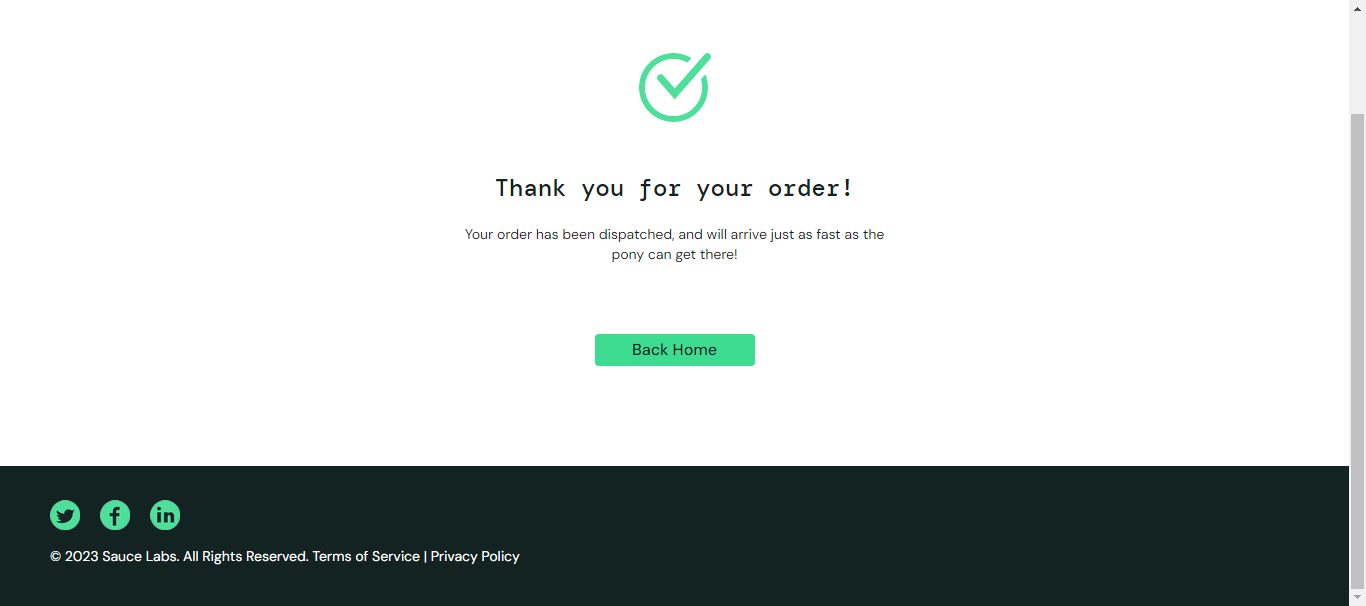 Thank you for your order!
Your order has been dispatched, and will arrive just as fast as the
pony can get there!
Back Home
© 2023 Sauce Labs. All Rights Reserved. Terms of Service | Privacy Policy